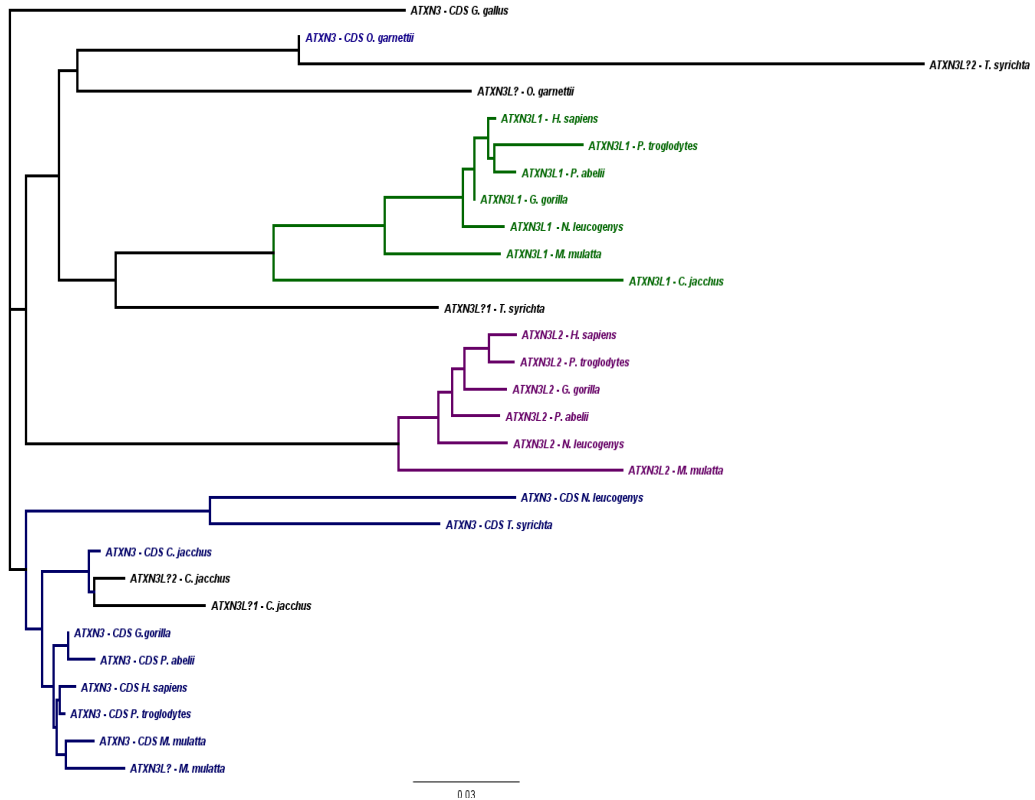 ATXN3 - CDS G. gallus
ATXN3 - CDS O. garnettii
ATXN3L?2 - T. syrichta
ATXN3L? - O. garnettii
ATXN3L1 - H. sapiens
ATXN3L1 - P. troglodytes
ATXN3L1 - P. abelii
ATXN3L1 - G. gorilla
ATXN3L1 - N. leucogenys
ATXN3L1 - M. mulatta
ATXN3L1 - C. jacchus
ATXN3L?1 - T. syrichta
ATXN3L2 - H. sapiens
ATXN3L2 - P. troglodytes
ATXN3L2 - G. gorilla
ATXN3L2 - P. abelii
ATXN3L2 - N. leucogenys
ATXN3L2 - M. mulatta
ATXN3 - CDS N. leucogenys
ATXN3 - CDS T. syrichta
ATXN3 - CDS C. jacchus
ATXN3L?2 - C. jacchus
ATXN3L?1 - C. jacchus
ATXN3 - CDS G.gorilla
ATXN3 - CDS P. abelii
ATXN3 - CDS H. sapiens
ATXN3 - CDS P. troglodytes
ATXN3 - CDS M. mulatta
ATXN3L? - M. mulatta
0.03